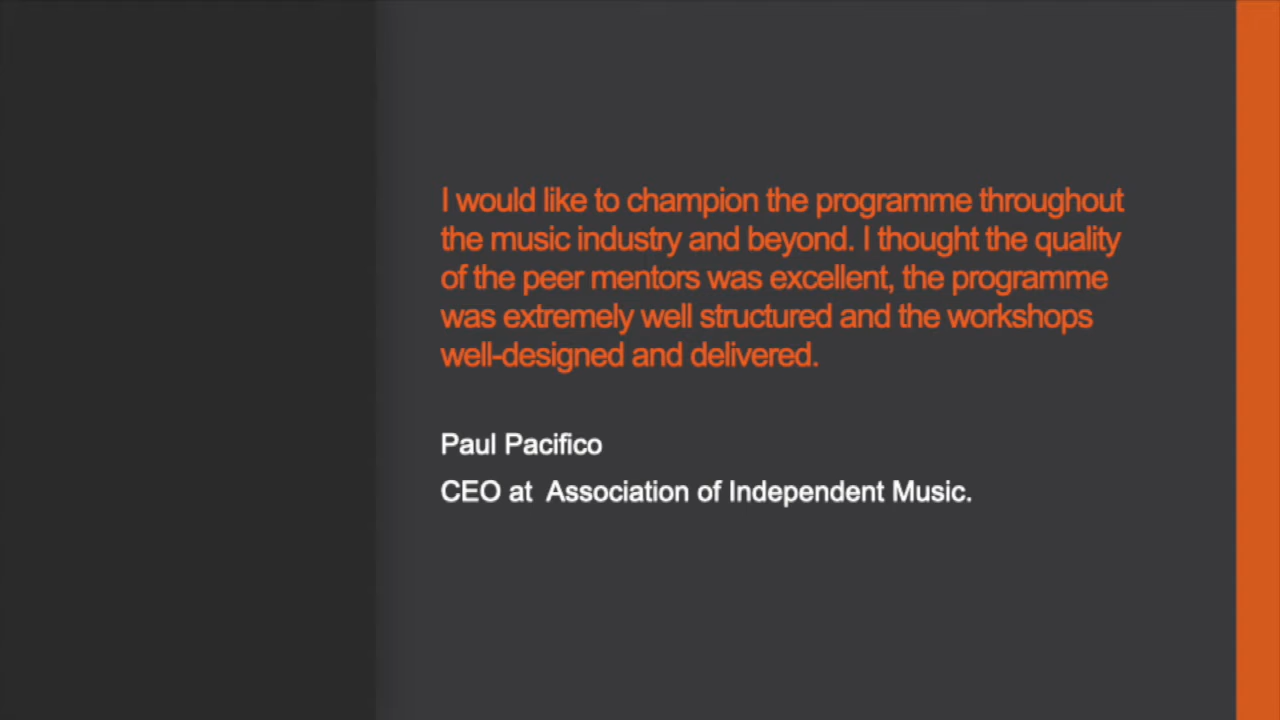 I would like to champion the programme throughout
the music industry and beyond. I thought the quality
of the peer mentors was excellent, the programme
was extremely well structured and the workshops
well-designed and delivered.
Paul Pacifico
CEO at  Association of Independent Music.